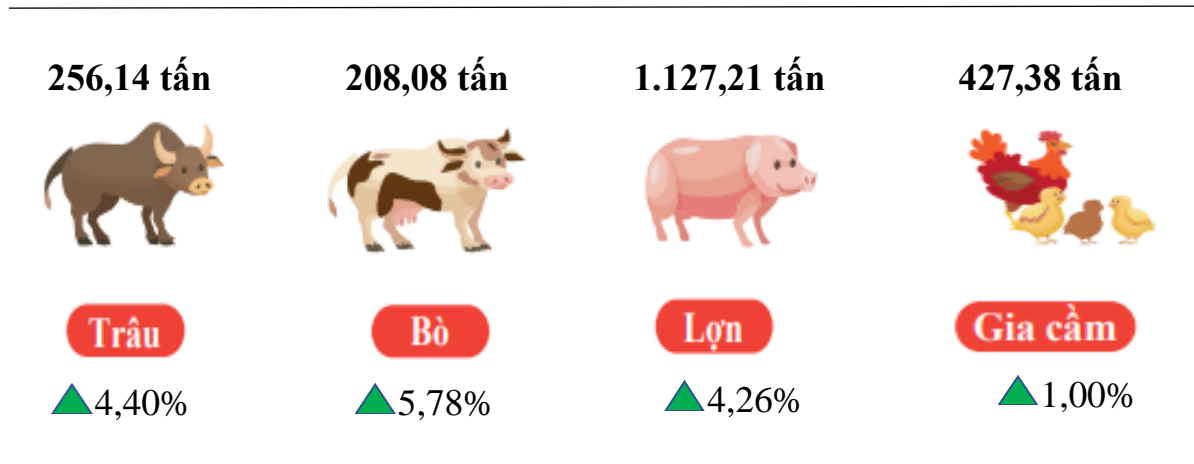 256,14 tấn 208,08 tấn 1.127,21 tấn 427,38 tấn
Trâu Bò Lợn Gia cầm
4,40% 5,78% 4,26% 1,00%